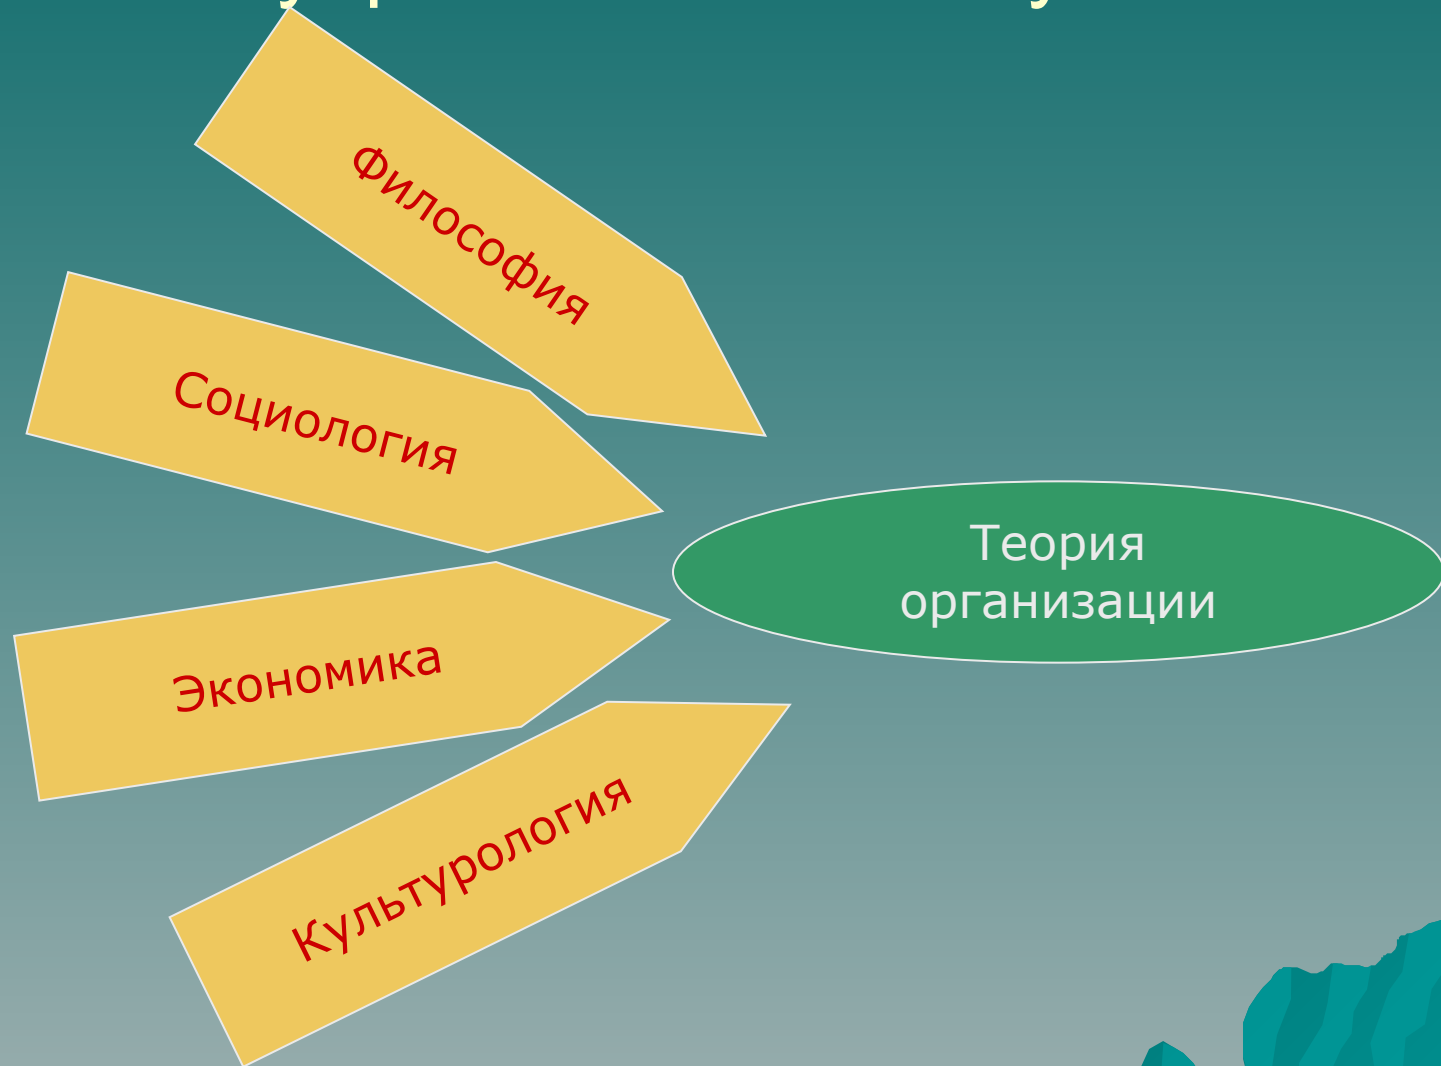 Философия
Социология
Экономика
Культурология
Теория
организации